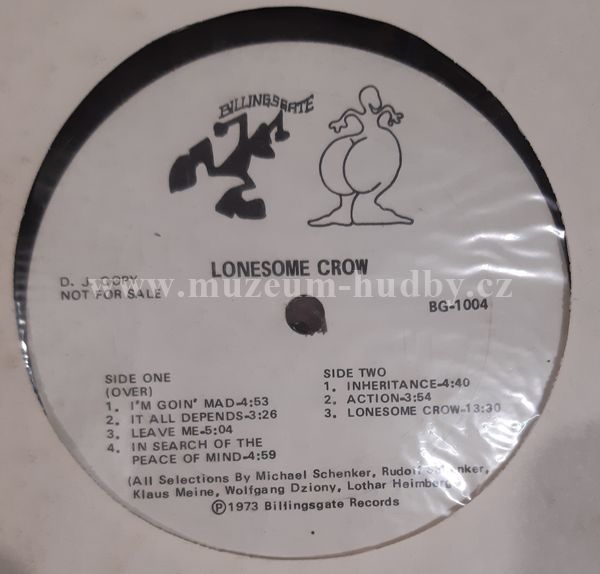 BILLINGSGATE
LONESOME CROW
D. J. COPY
NOT FOR SALE
www.muzeum-hudby.cz
BG-1004
SIDE ONE
(OVER)
1. I'M GOIN' MAD-4:53
2. IT ALL DEPENDS-3:26
3. LEAVE ME-5:04
4. IN SEARCH OF THE
PEACE OF MIND-4:59
SIDE TWO
1. INHERITANCE-4:40
2. ACTION-3:54
3. LONESOME CROW-13:30
(All Selections By Michael Schenker, Rudolf Schenker,
Klaus Meine, Wolfgang Dziony, Lothar Heimberg)
Ⓟ1973 Billingsgate Records